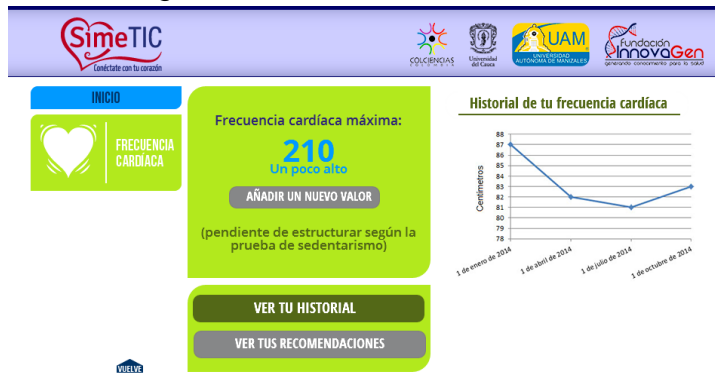 SimeTIC
Conéctate con tu corazón
COLCIENCIAS
COLOMBIA
Universidad
del Cauca
UAM
UNIVERSIDAD
AUTÓNOMA DE MANIZALES
Fundación
InnovaGen
generando conocimiento para la salud
INICIO
FRECUENCIA
CARDÍACA
Frecuencia cardíaca máxima:
210
Un poco alto
AÑADIR UN NUEVO VALOR
(pendiente de estructurar según la
prueba de sedentarismo)
VER TU HISTORIAL
VER TUS RECOMENDACIONES
Historial de tu frecuencia cardíaca
Centímetros
88
87
86
85
84
83
82
81
80
79
78
1 de enero de 2014
1 de abril de 2014
1 de julio de 2014
1 de octubre de 2014
VUELVE